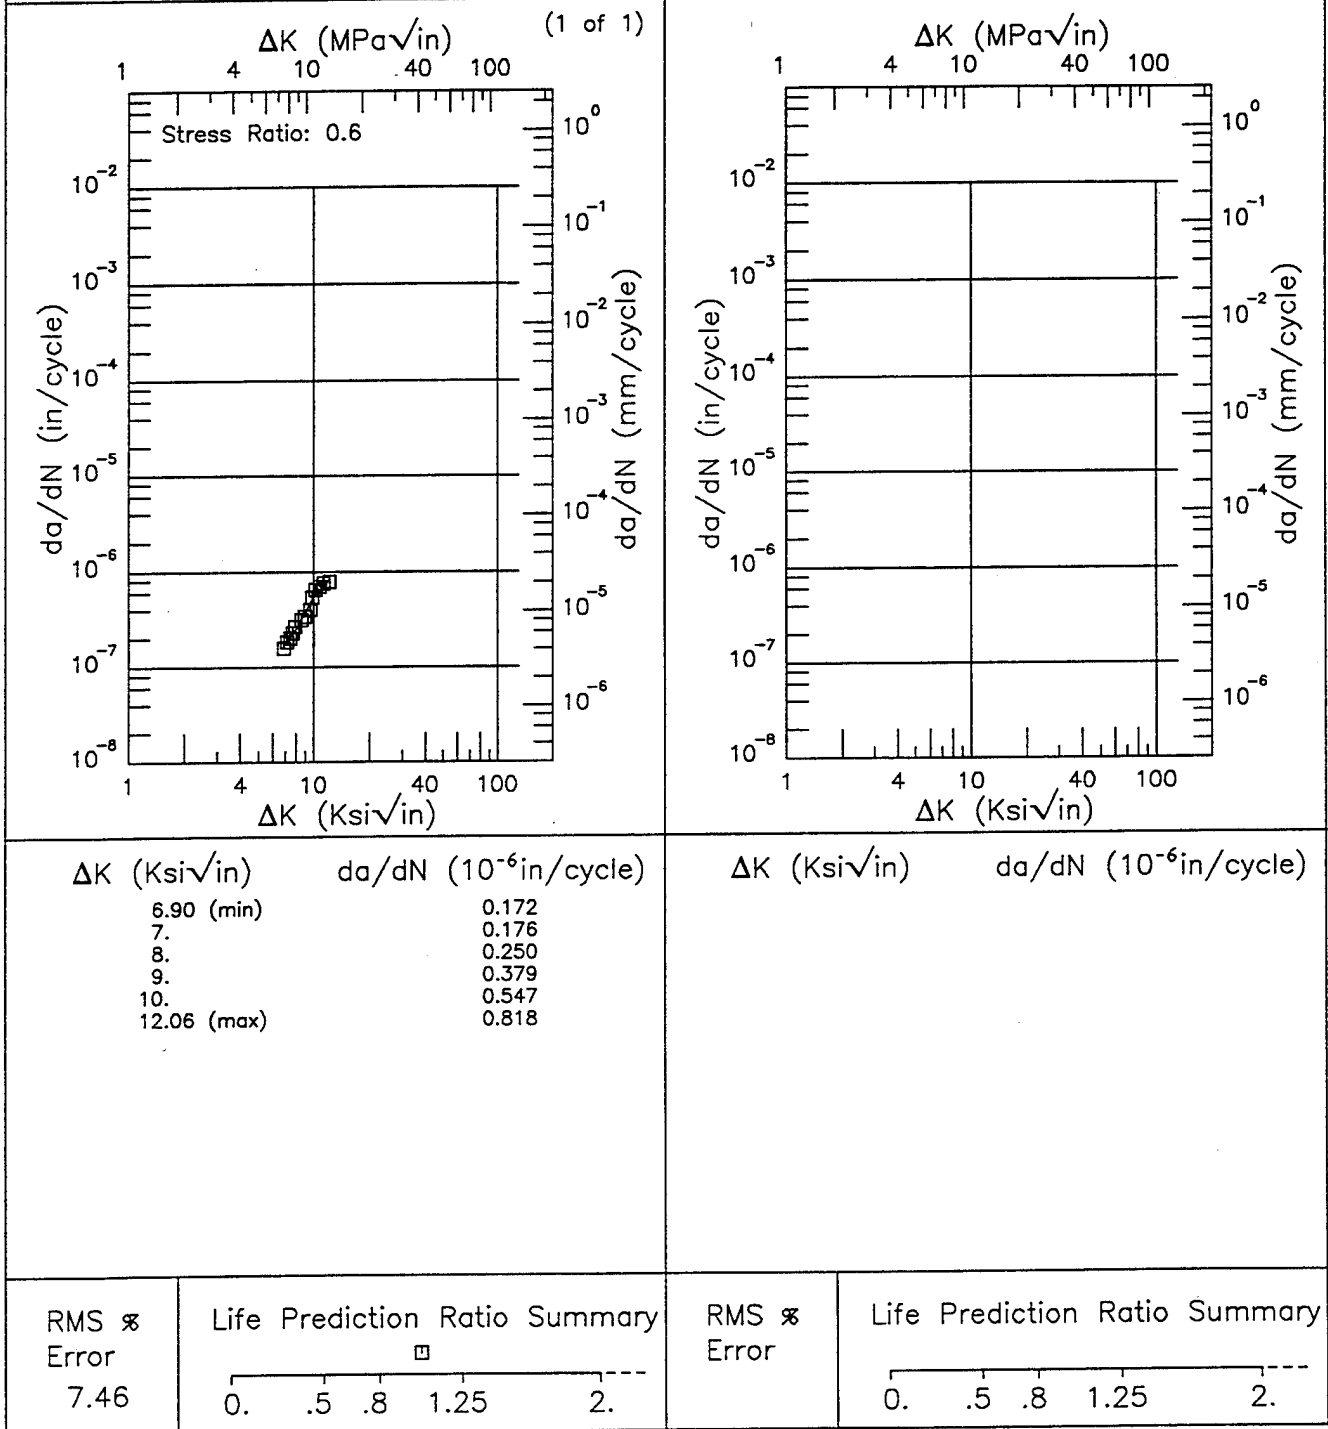 (1 of 1)
ΔK (MPa√in)
1 4 10 40 100
Stress Ratio: 0.6
10⁰
10⁻²
10⁻¹
10⁻³
10⁻²
10⁻⁴
10⁻³
10⁻⁵
10⁻⁴
10⁻⁶
10⁻⁵
10⁻⁷
10⁻⁶
10⁻⁸
da/dN (in/cycle)
da/dN (mm/cycle)
1 4 10 40 100
ΔK (Ksi√in)
ΔK (MPa√in)
1 4 10 40 100
10⁰
10⁻²
10⁻¹
10⁻³
10⁻²
10⁻⁴
10⁻³
10⁻⁵
10⁻⁴
10⁻⁶
10⁻⁵
10⁻⁷
10⁻⁶
10⁻⁸
da/dN (in/cycle)
da/dN (mm/cycle)
1 4 10 40 100
ΔK (Ksi√in)
ΔK (Ksi√in) da/dN (10⁻⁶in/cycle)
6.90 (min) 0.172
7. 0.176
8. 0.250
9. 0.379
10. 0.547
12.06 (max) 0.818
ΔK (Ksi√in) da/dN (10⁻⁶in/cycle)
RMS %
Error
7.46
Life Prediction Ratio Summary
0. .5 .8 1.25 2.
RMS %
Error
Life Prediction Ratio Summary
0. .5 .8 1.25 2.